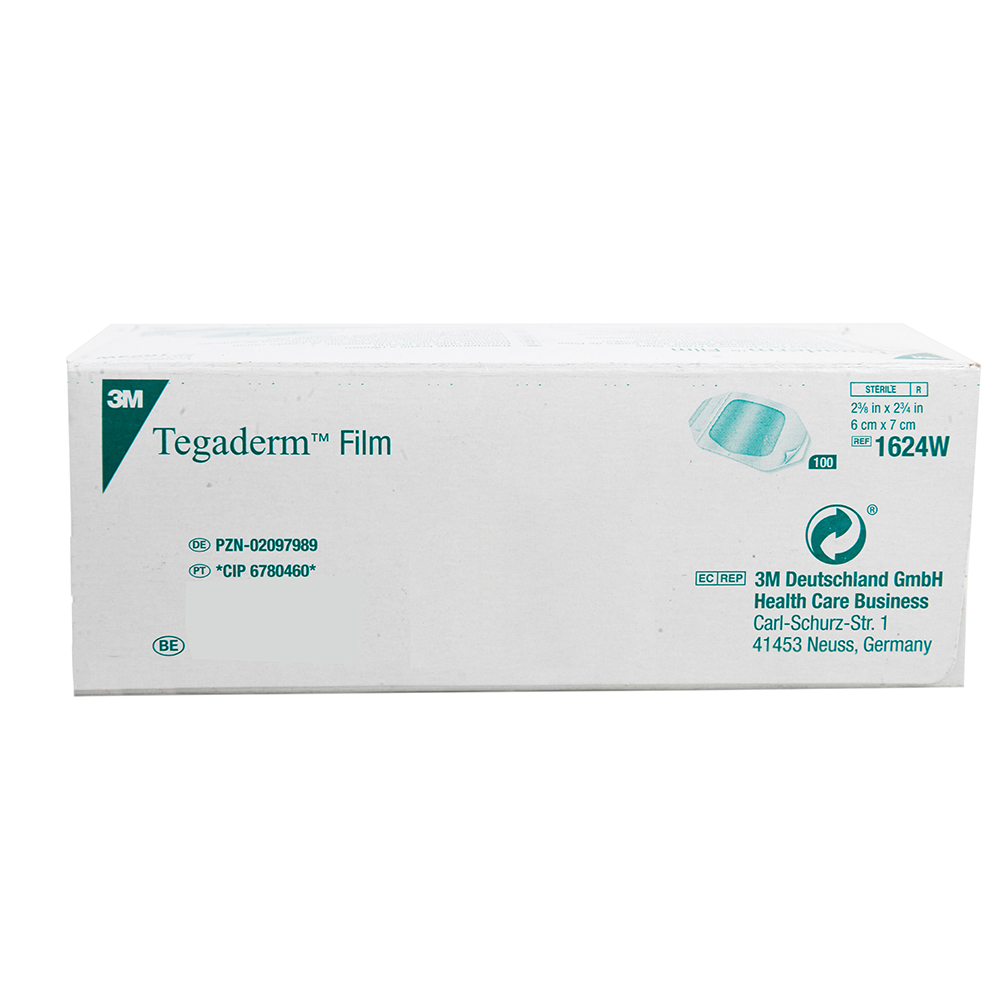 Tegaderm™ Film
3M
Tegaderm™ Film
STERILE R
2⅜ in x 2¾ in
6 cm x 7 cm
REF 1624W
100
DE PZN-02097989
PT *CIP 6780460*
BE
®
EC REP 3M Deutschland GmbH
Health Care Business
Carl-Schurz-Str. 1
41453 Neuss, Germany